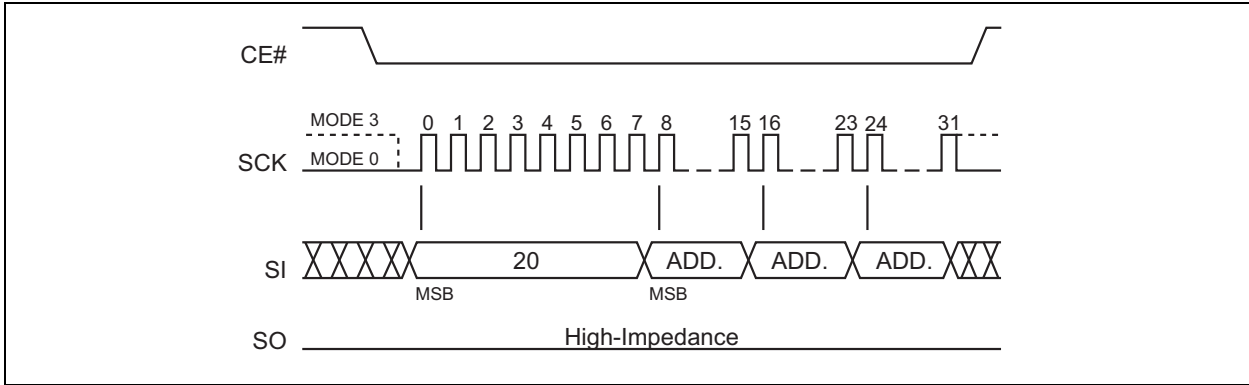 CE#
MODE 3
0 1 2 3 4 5 6 7 8 15 16 23 24 31
SCK MODE 0
SI 20 ADD. ADD. ADD.
MSB MSB
SO High-Impedance